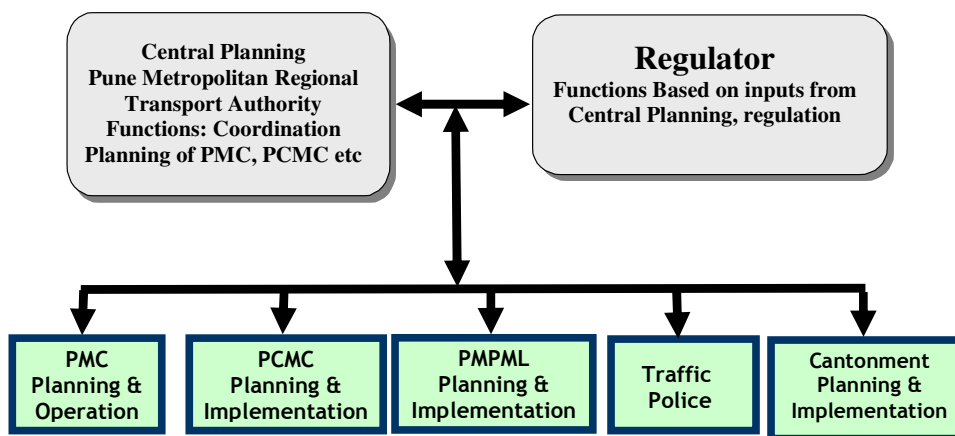 Central Planning
Pune Metropolitan Regional
Transport Authority
Functions: Coordination
Planning of PMC, PCMC etc
Regulator
Functions Based on inputs from
Central Planning, regulation
PMC
Planning &
Operation
PCMC
Planning &
Implementation
PMPML
Planning &
Implementation
Traffic
Police
Cantonment
Planning &
Implementation